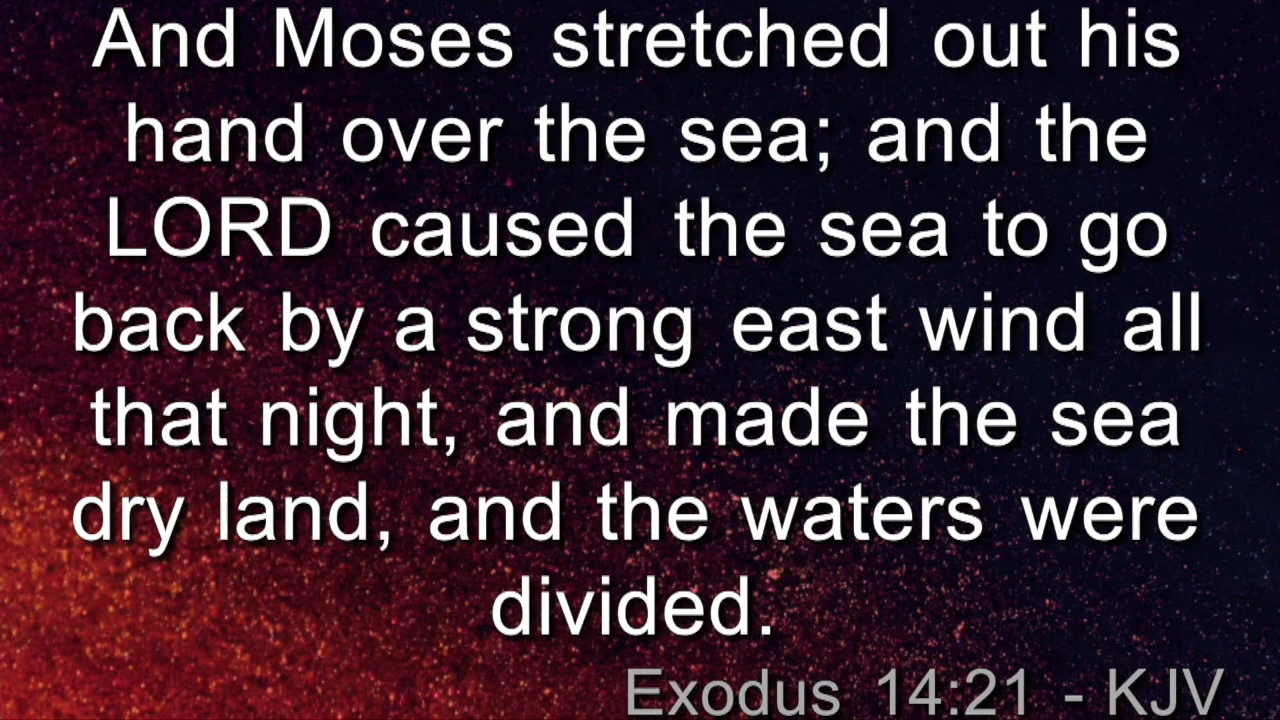 And Moses stretched out his
hand over the sea; and the
LORD caused the sea to go
back by a strong east wind all
that night, and made the sea
dry land, and the waters were
divided.
Exodus 14:21 - KJV